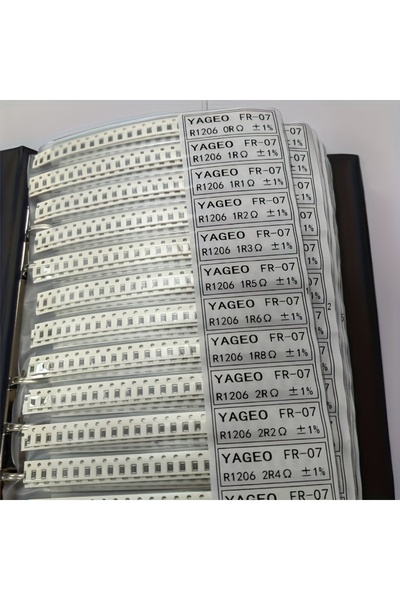 YAGEO FR-07
R1206 0RΩ ±1%
YAGEO FR-07
R1206 1RΩ ±1%
YAGEO FR-07
R1206 1R1Ω ±1%
YAGEO FR-07
R1206 1R2Ω ±1%
YAGEO FR-07
R1206 1R3Ω ±1%
YAGEO FR-07
R1206 1R5Ω ±1%
YAGEO FR-07
R1206 1R6Ω ±1%
YAGEO FR-07
R1206 1R8Ω ±1%
YAGEO FR-07
R1206 2RΩ ±1%
YAGEO FR-07
R1206 2R2Ω ±1%
YAGEO FR-07
R1206 2R4Ω ±1%
YAGEO FR-07